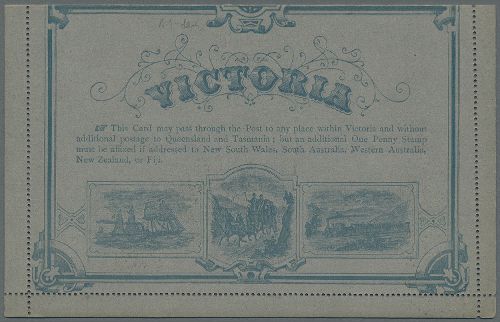 VICTORIA
☞ This Card may pass through the Post to any place within Victoria and without
additional postage to Queensland and Tasmania; but an additional One Penny Stamp
must be affixed if addressed to New South Wales, South Australia, Western Australia,
New Zealand, or Fiji.